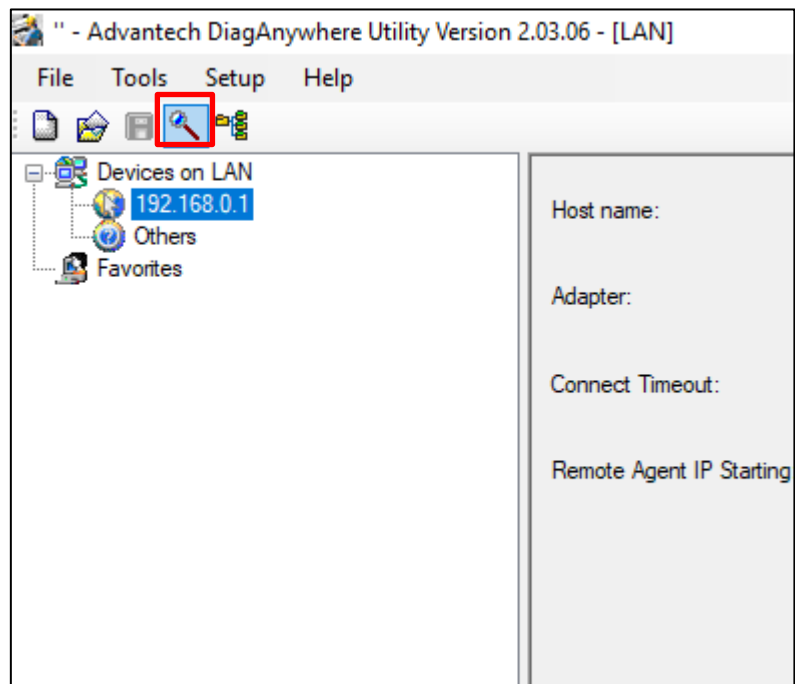 '' - Advantech DiagAnywhere Utility Version 2.03.06 - [LAN]
File Tools Setup Help
Devices on LAN
192.168.0.1
Others
Favorites
Host name:
Adapter:
Connect Timeout:
Remote Agent IP Starting